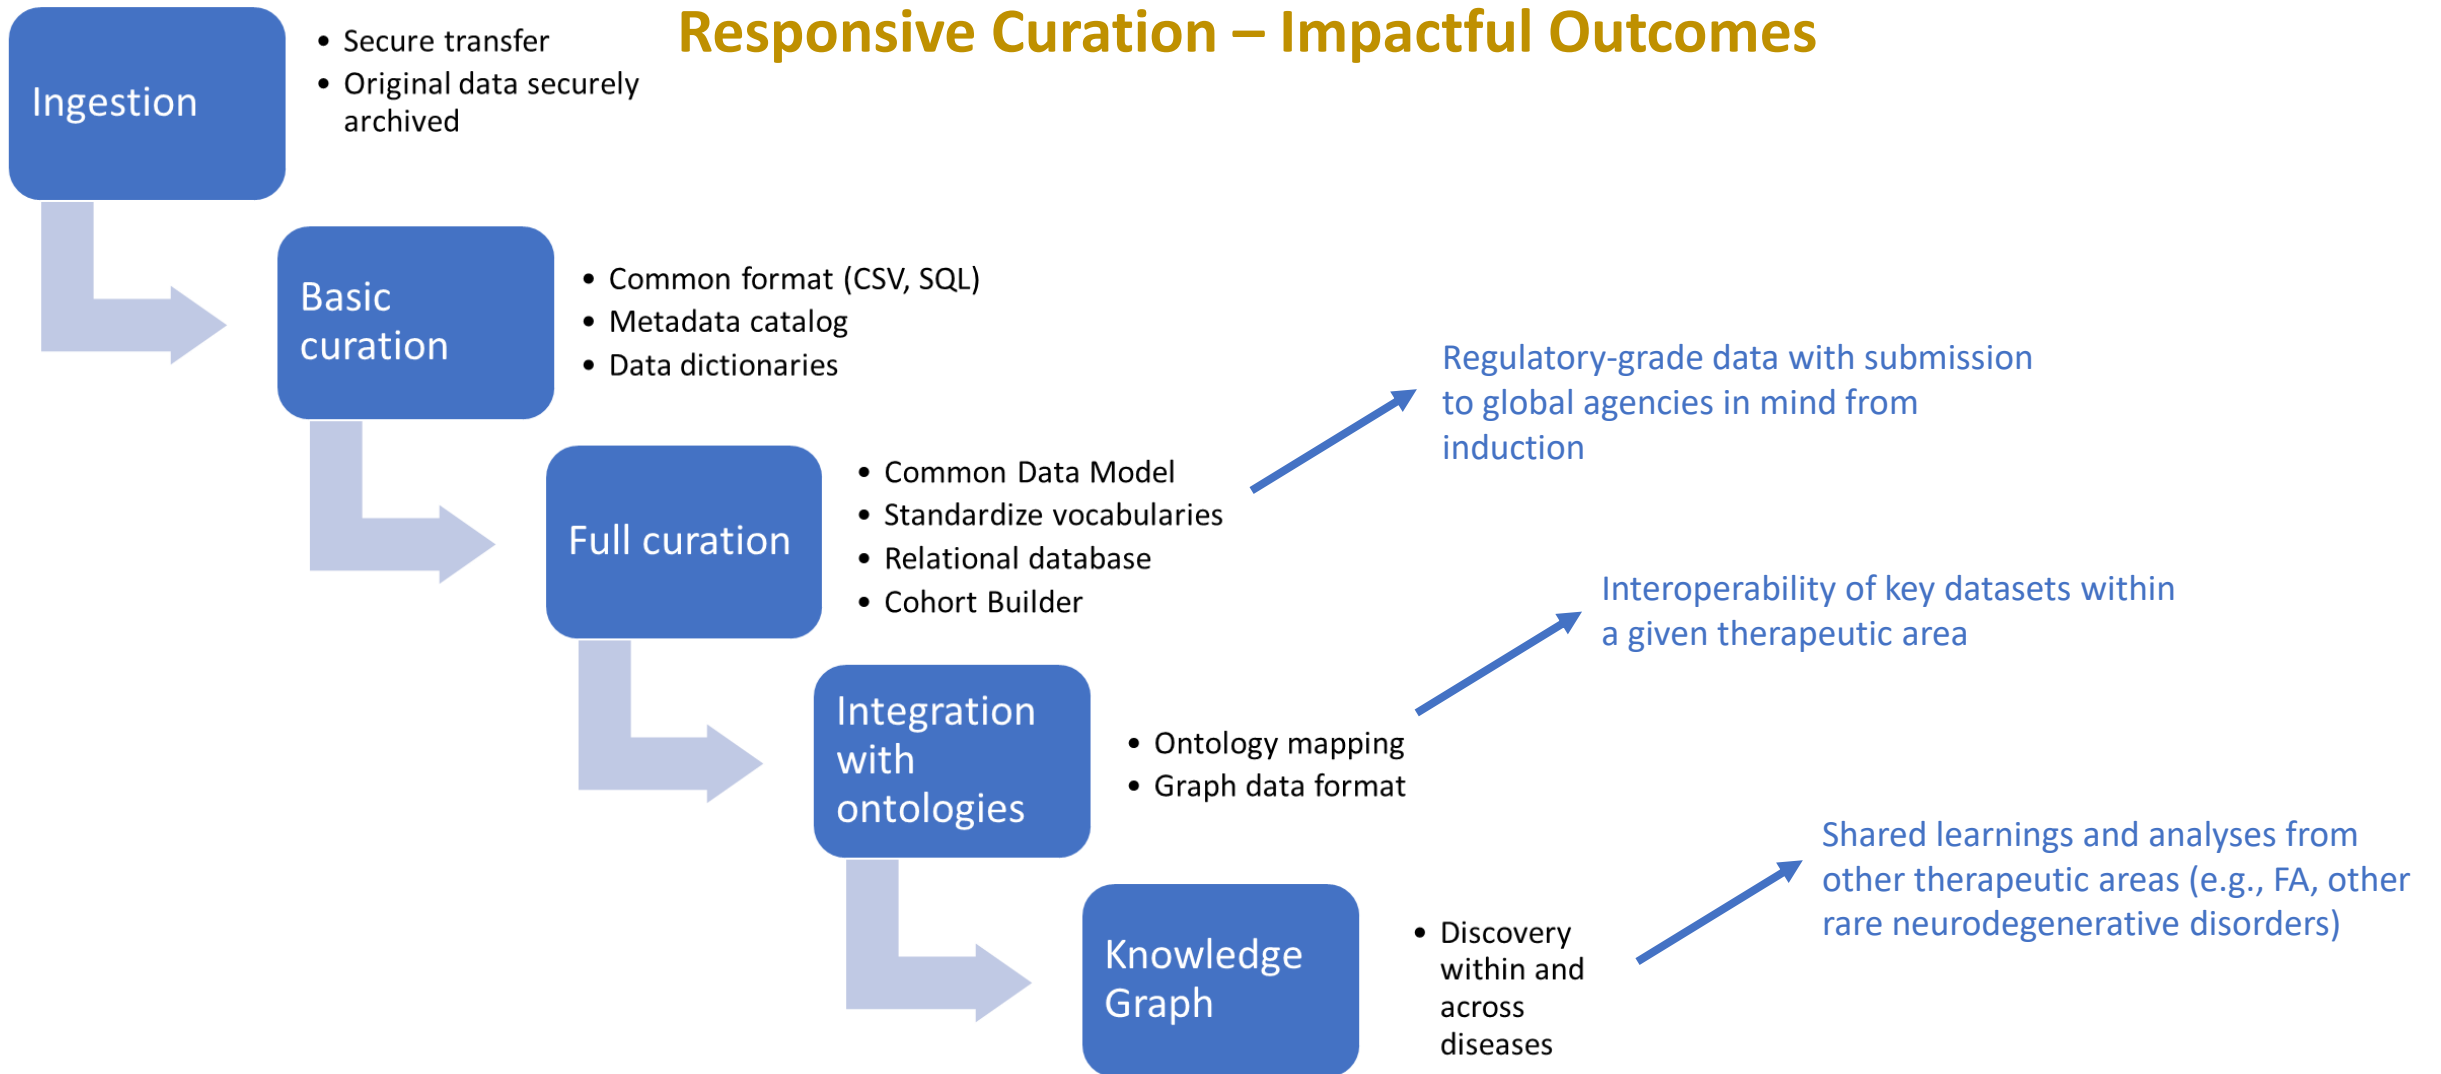 Responsive Curation – Impactful Outcomes
Ingestion
• Secure transfer
• Original data securely
archived
Basic
curation
• Common format (CSV, SQL)
• Metadata catalog
• Data dictionaries
Full curation
• Common Data Model
• Standardize vocabularies
• Relational database
• Cohort Builder
Regulatory-grade data with submission
to global agencies in mind from
induction
Integration
with
ontologies
• Ontology mapping
• Graph data format
Interoperability of key datasets within
a given therapeutic area
Knowledge
Graph
• Discovery
within and
across
diseases
Shared learnings and analyses from
other therapeutic areas (e.g., FA, other
rare neurodegenerative disorders)